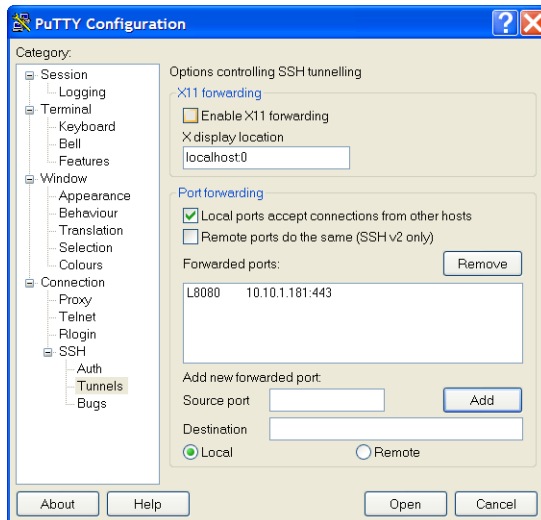 PuTTY Configuration
Category:
Session
Logging
Terminal
Keyboard
Bell
Features
Window
Appearance
Behaviour
Translation
Selection
Colours
Connection
Proxy
Telnet
Rlogin
SSH
Auth
Tunnels
Bugs
Options controlling SSH tunnelling
X11 forwarding
Enable X11 forwarding
X display location
localhost:0
Port forwarding
Local ports accept connections from other hosts
Remote ports do the same (SSH v2 only)
Forwarded ports: Remove
L8080 10.10.1.181:443
Add new forwarded port:
Source port Add
Destination
Local Remote
About Help Open Cancel